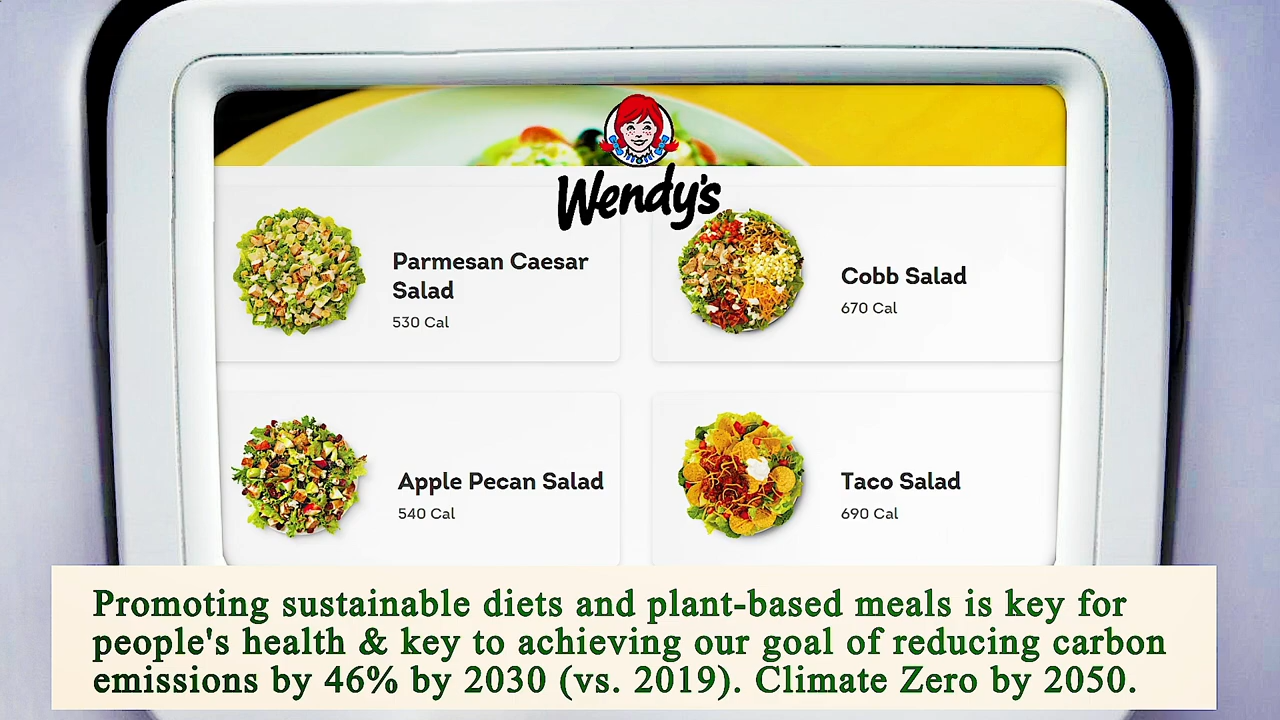 Wendy's
Parmesan Caesar
Salad
530 Cal
Cobb Salad
670 Cal
Apple Pecan Salad
540 Cal
Taco Salad
690 Cal
Promoting sustainable diets and plant-based meals is key for
people's health & key to achieving our goal of reducing carbon
emissions by 46% by 2030 (vs. 2019). Climate Zero by 2050.